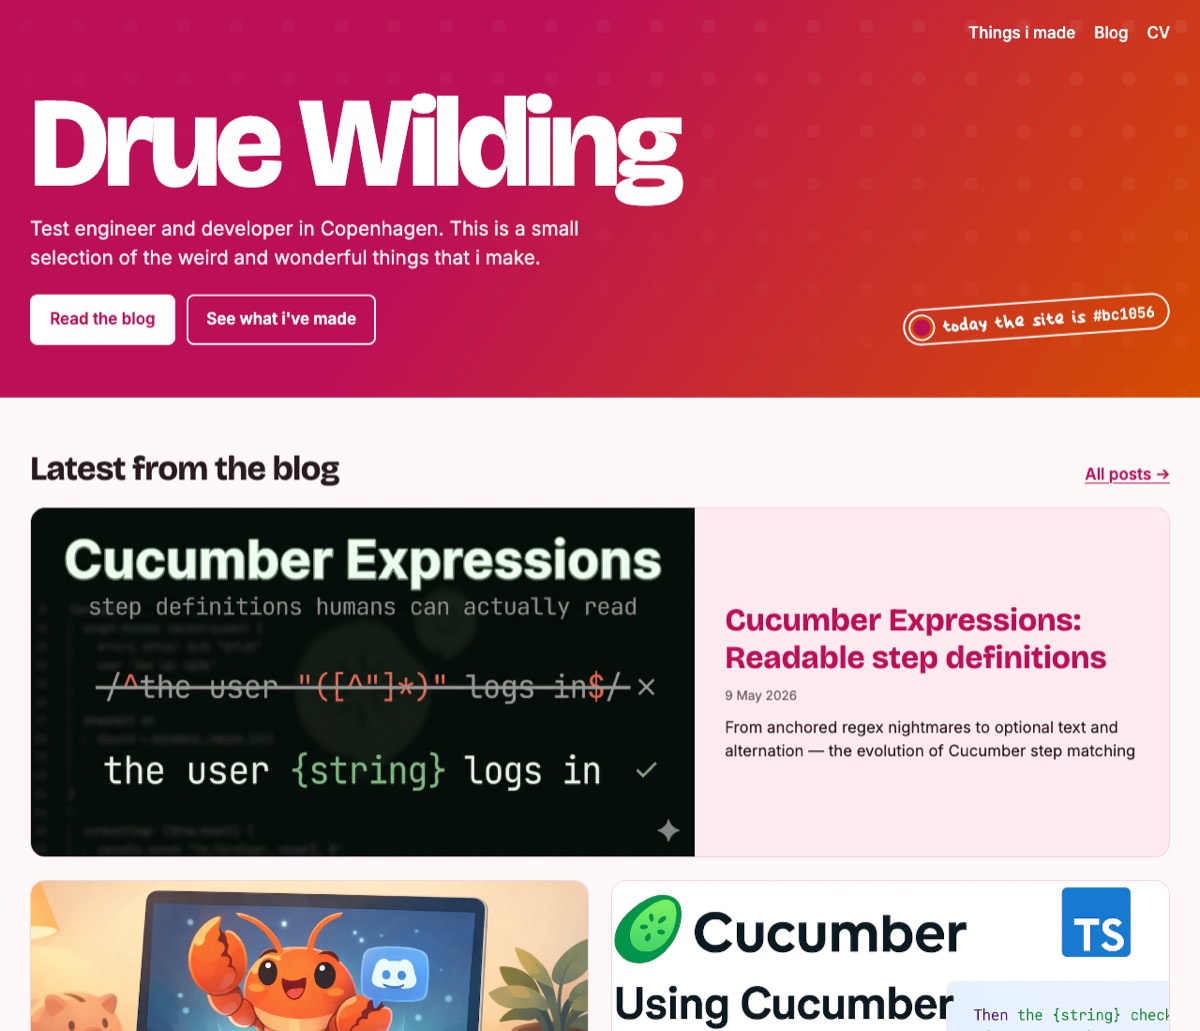 Things i made Blog CV
Drue Wilding
Test engineer and developer in Copenhagen. This is a small
selection of the weird and wonderful things that i make.
Read the blog
See what i've made
today the site is #bc1056
Latest from the blog
All posts →
Cucumber Expressions
step definitions humans can actually read
/^the user "([^"]*)" logs in$/ ×
the user {string} logs in ✓
Cucumber Expressions:
Readable step definitions
9 May 2026
From anchored regex nightmares to optional text and
alternation — the evolution of Cucumber step matching
Cucumber
TS
Using Cucumber
Then the {string} check